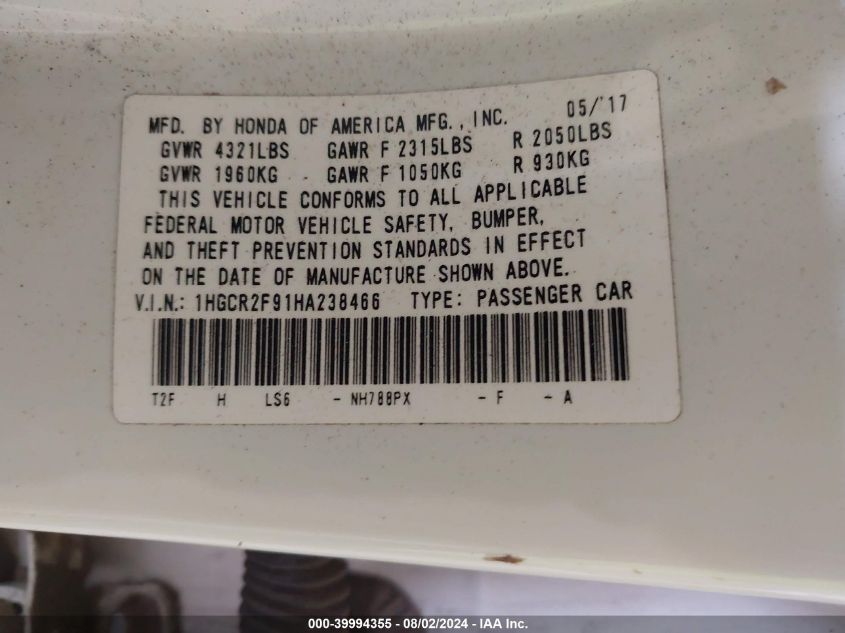 MFD. BY HONDA OF AMERICA MFG., INC. 05/'17
GVWR 4321LBS GAWR F 2315LBS R 2050LBS
GVWR 1960KG GAWR F 1050KG R 930KG
THIS VEHICLE CONFORMS TO ALL APPLICABLE
FEDERAL MOTOR VEHICLE SAFETY, BUMPER,
AND THEFT PREVENTION STANDARDS IN EFFECT
ON THE DATE OF MANUFACTURE SHOWN ABOVE.
V.I.N.: 1HGCR2F91HA238466 TYPE: PASSENGER CAR
T2F H LS6 - NH788PX - F - A
000-39994355 - 08/02/2024 - IAA Inc.